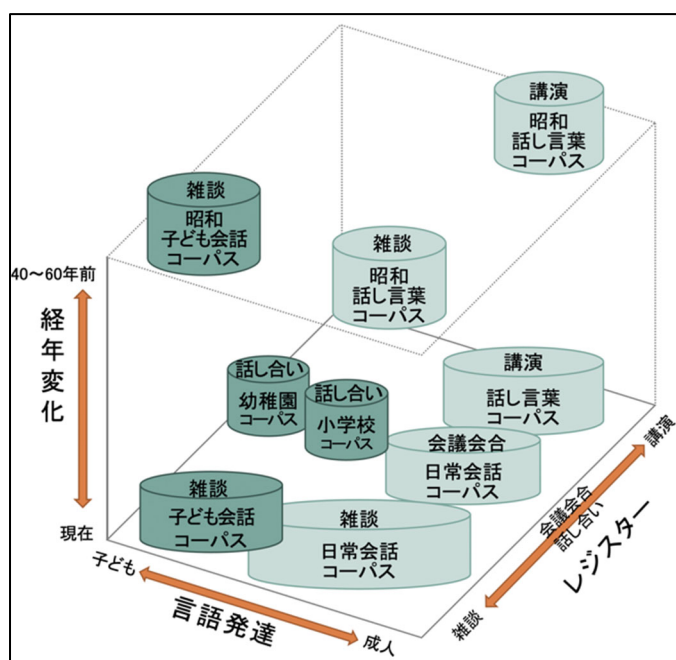 講演
昭和
話し言葉
コーパス
雑談
昭和
子ども会話
コーパス
雑談
昭和
話し言葉
コーパス
40～60年前
経年変化
現在
話し合い
幼稚園
コーパス
話し合い
小学校
コーパス
講演
話し言葉
コーパス
会議会合
日常会話
コーパス
雑談
子ども会話
コーパス
雑談
日常会話
コーパス
子ども
言語発達
成人
雑談
会議会合
話し合い
講演
レジスター